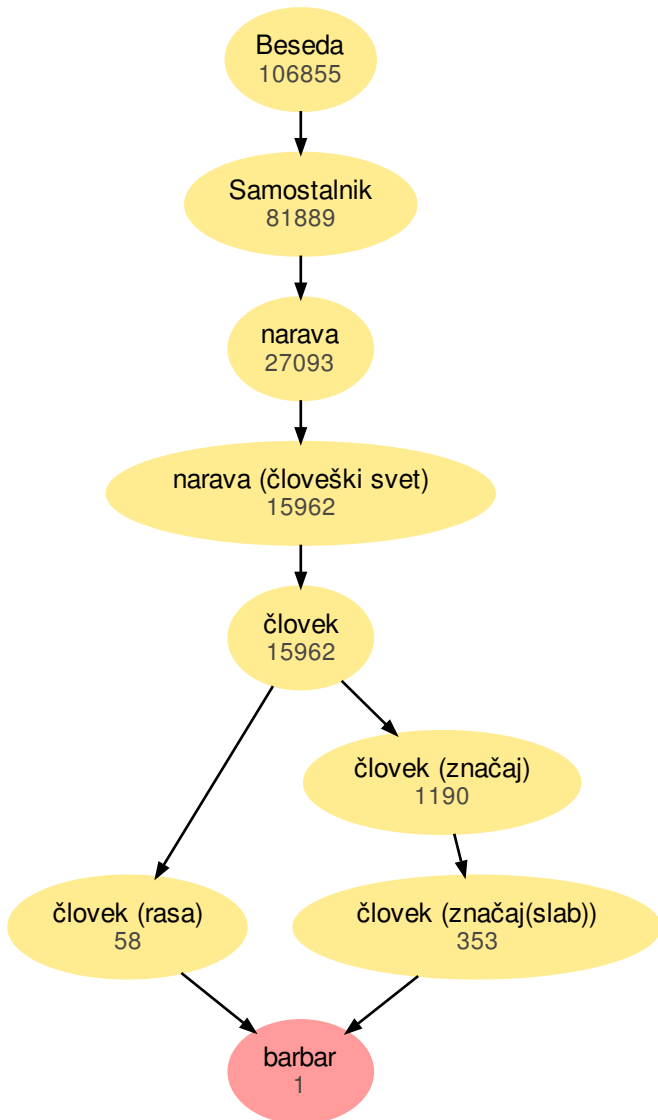 Beseda
106855
Samostalnik
81889
narava
27093
narava (človeški svet)
15962
človek
15962
človek (značaj)
1190
človek (rasa)
58
človek (značaj(slab))
353
barbar
1